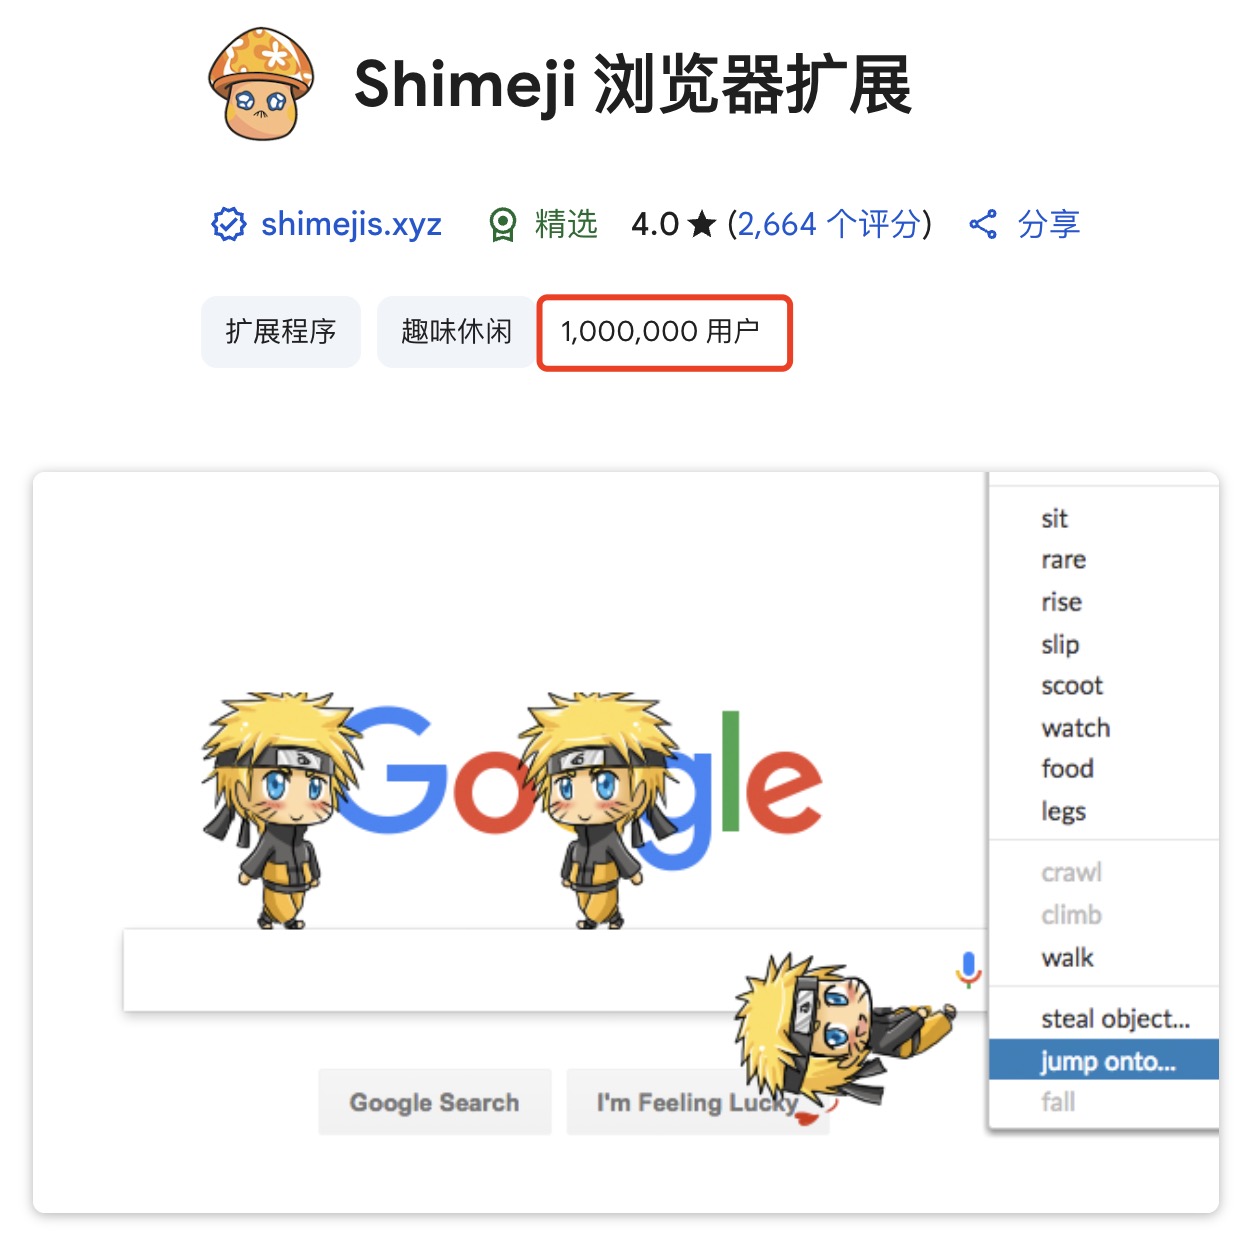 Shimeji 浏览器扩展
shimejis.xyz 精选 4.0 ★ (2,664 个评分) 分享
扩展程序 趣味休闲 1,000,000 用户
Google
Google Search I'm Feeling Lucky
sit
rare
rise
slip
scoot
watch
food
legs
crawl
climb
walk
steal object...
jump onto...
fall